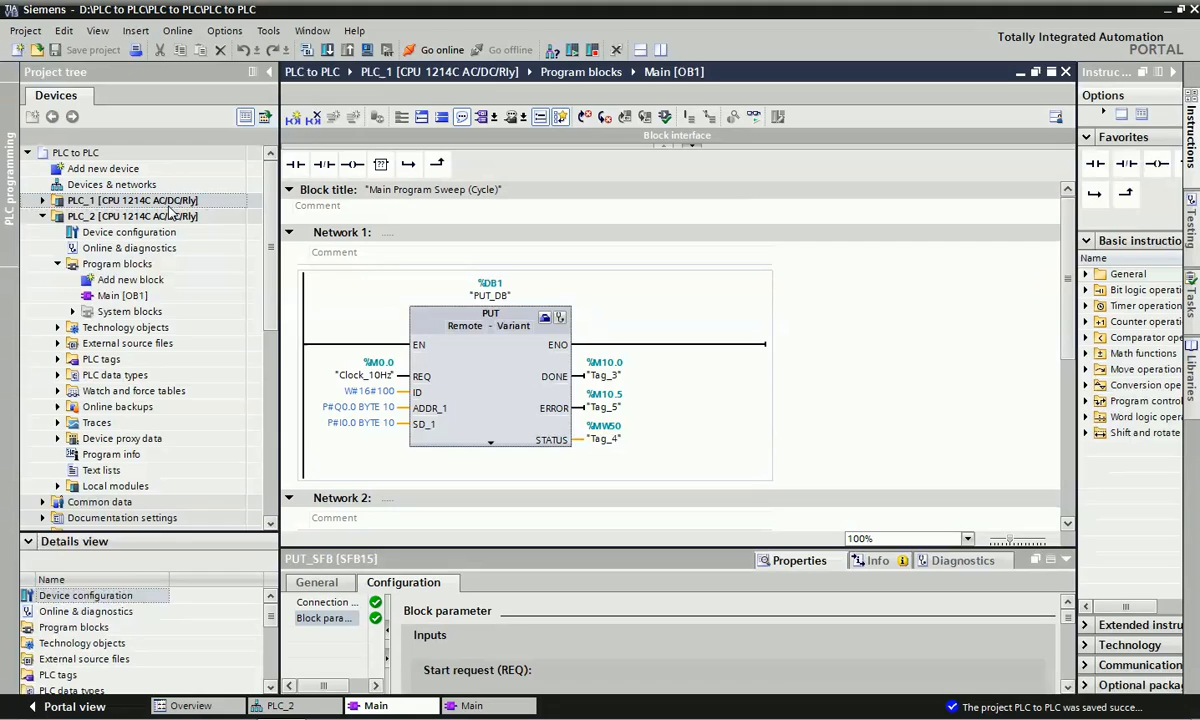 Siemens - D:\PLC to PLC\PLC to PLC\PLC to PLC
Project Edit View Insert Online Options Tools Window Help
Totally Integrated Automation
PORTAL
Save project
Go online
Go offline
Project tree
PLC to PLC PLC_1 [CPU 1214C AC/DC/Rly] Program blocks Main [OB1]
Instruc...
Devices
Options
PLC programming
Block interface
Favorites
PLC to PLC
Add new device
Devices & networks
PLC_1 [CPU 1214C AC/DC/Rly]
PLC_2 [CPU 1214C AC/DC/Rly]
Device configuration
Online & diagnostics
Program blocks
Add new block
Main [OB1]
System blocks
Technology objects
External source files
PLC tags
PLC data types
Watch and force tables
Online backups
Traces
Device proxy data
Program info
Text lists
Local modules
Common data
Documentation settings
Block title: "Main Program Sweep (Cycle)"
Comment
Network 1: .....
Comment
%DB1
"PUT_DB"
PUT
Remote - Variant
EN ENO
%M0.0
"Clock_10Hz" REQ
W#16#100 ID
P#Q0.0 BYTE 10 ADDR_1
P#I0.0 BYTE 10 SD_1
%M10.0
DONE "Tag_3"
%M10.5
ERROR "Tag_5"
%MW50
STATUS "Tag_4"
Network 2: .....
Comment
100%
Basic instructio
Name
General
Bit logic operati
Timer operation
Counter operati
Comparator ope
Math functions
Move operation
Conversion ope
Program contro
Word logic oper
Shift and rotate
Extended instru
Technology
Communication
Optional packa
Instructions
Testing
Tasks
Libraries
Details view
Name
Device configuration
Online & diagnostics
Program blocks
Technology objects
External source files
PLC tags
PLC data types
PUT_SFB [SFB15]
Properties Info Diagnostics
General Configuration
Connection ...
Block para...
Block parameter
Inputs
Start request (REQ):
Portal view Overview PLC_2 Main Main
The project PLC to PLC was saved succe...